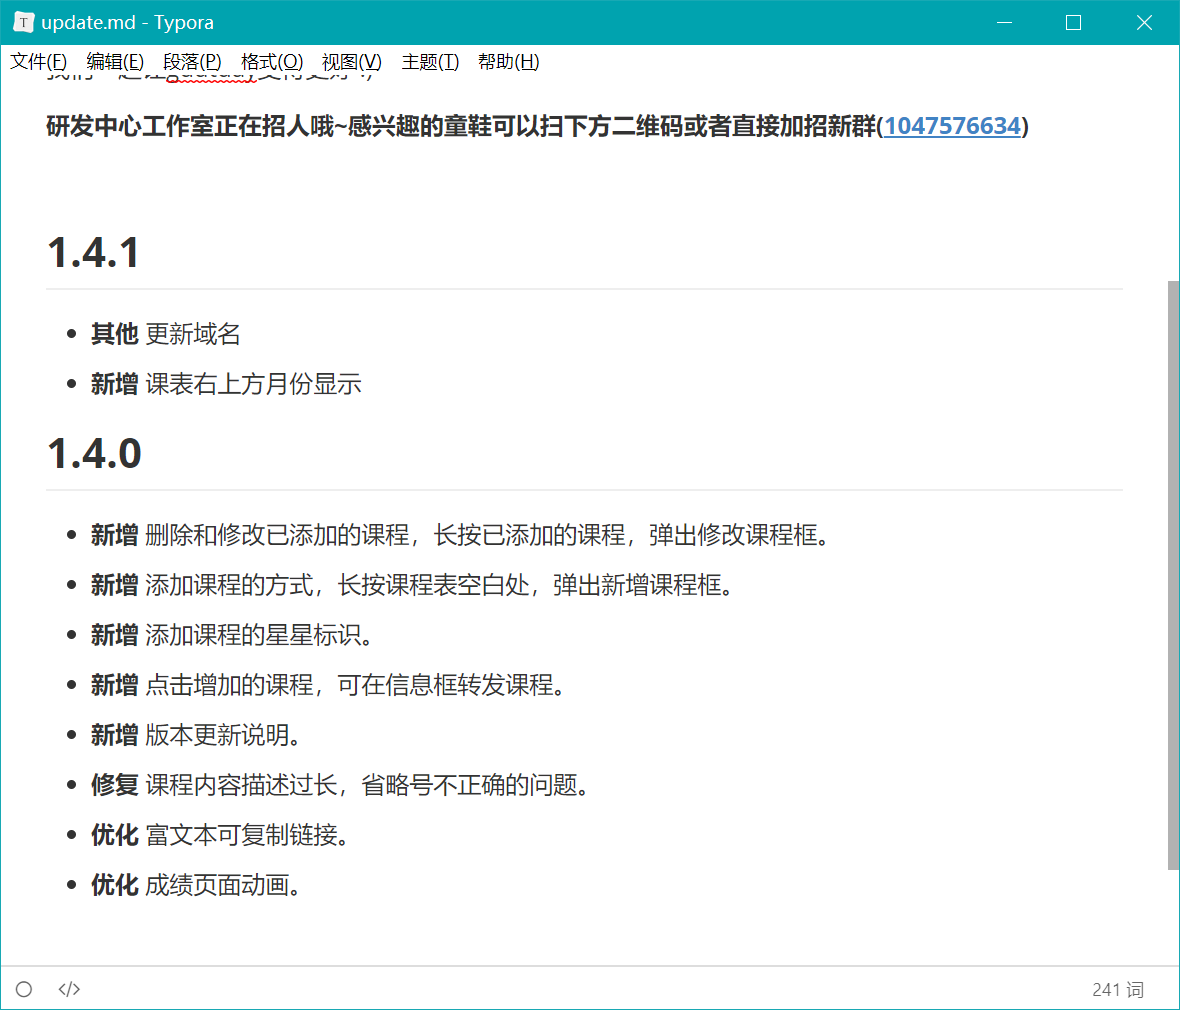 T update.md - Typora
文件(F) 编辑(E) 段落(P) 格式(O) 视图(V) 主题(T) 帮助(H)
研发中心工作室正在招人哦~感兴趣的童鞋可以扫下方二维码或者直接加招新群(1047576634)
1.4.1
其他 更新域名
新增 课表右上方月份显示
1.4.0
新增 删除和修改已添加的课程，长按已添加的课程，弹出修改课程框。
新增 添加课程的方式，长按课程表空白处，弹出新增课程框。
新增 添加课程的星星标识。
新增 点击增加的课程，可在信息框转发课程。
新增 版本更新说明。
修复 课程内容描述过长，省略号不正确的问题。
优化 富文本可复制链接。
优化 成绩页面动画。
</> 241 词